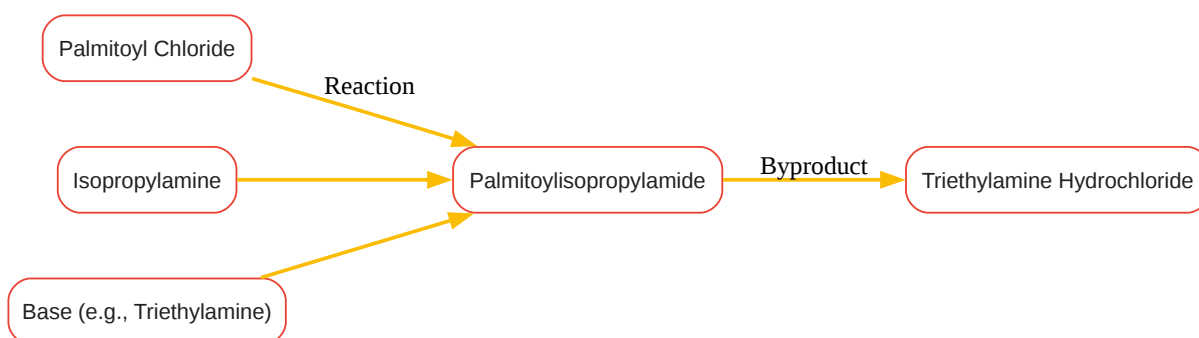 Palmitoyl Chloride
Reaction
Isopropylamine
Palmitoylisopropylamide
Byproduct
Triethylamine Hydrochloride
Base (e.g., Triethylamine)